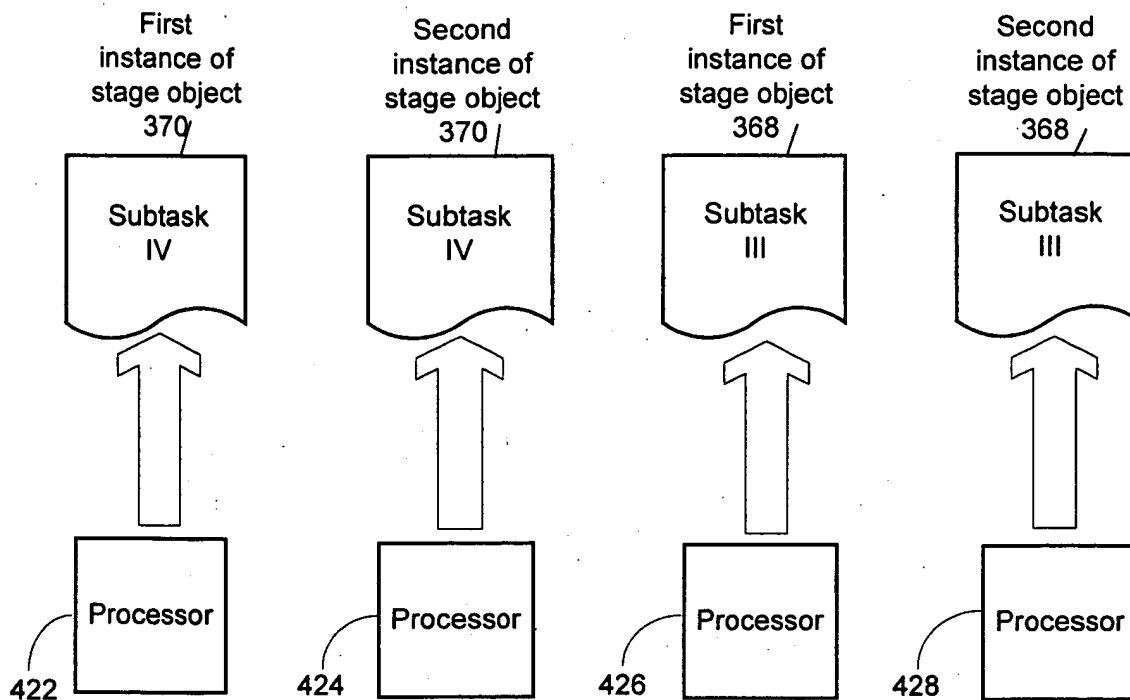 First
instance of
stage object
370
Second
instance of
stage object
370
First
instance of
stage object
368
Second
instance of
stage object
368
Subtask
IV
Subtask
IV
Subtask
III
Subtask
III
Processor
Processor
Processor
Processor
422
424
426
428